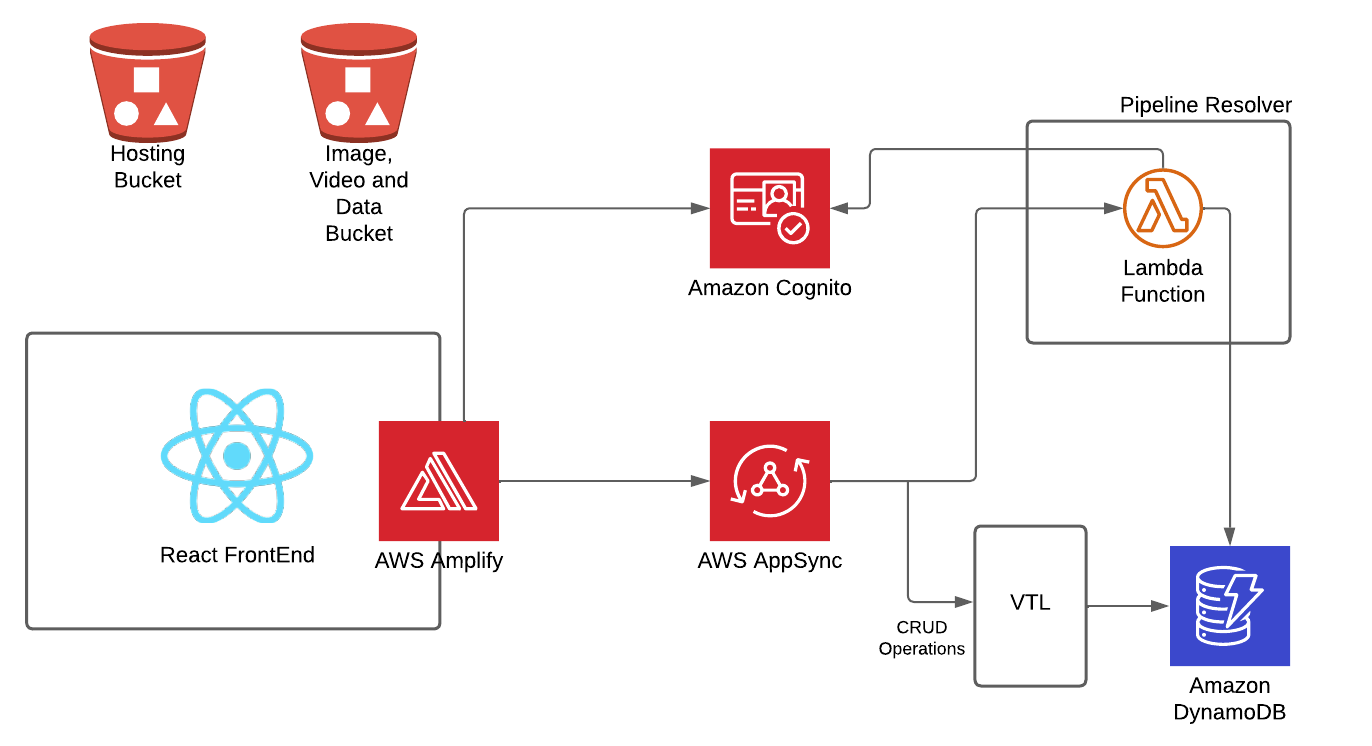 Hosting
Bucket
Image,
Video and
Data
Bucket
Pipeline Resolver
Lambda
Function
Amazon Cognito
React FrontEnd
AWS Amplify
AWS AppSync
CRUD
Operations
VTL
Amazon
DynamoDB